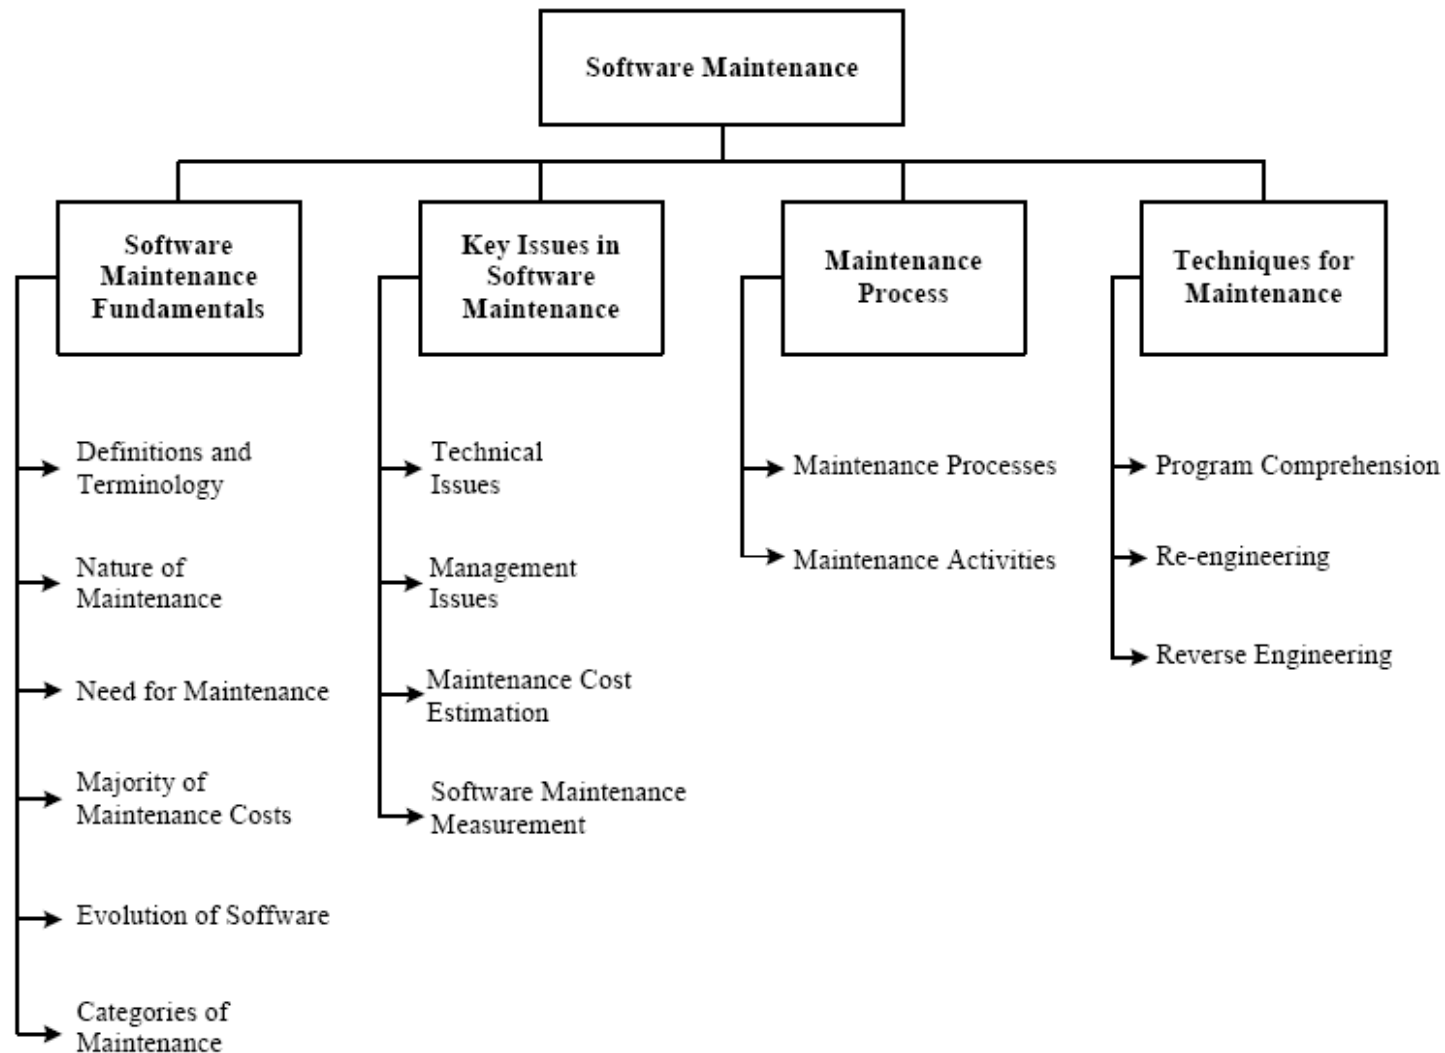 Software Maintenance
Software
Maintenance
Fundamentals
Key Issues in
Software
Maintenance
Maintenance
Process
Techniques for
Maintenance
Definitions and
Terminology
Nature of
Maintenance
Need for Maintenance
Majority of
Maintenance Costs
Evolution of Soffware
Categories of
Maintenance
Technical
Issues
Management
Issues
Maintenance Cost
Estimation
Software Maintenance
Measurement
Maintenance Processes
Maintenance Activities
Program Comprehension
Re-engineering
Reverse Engineering